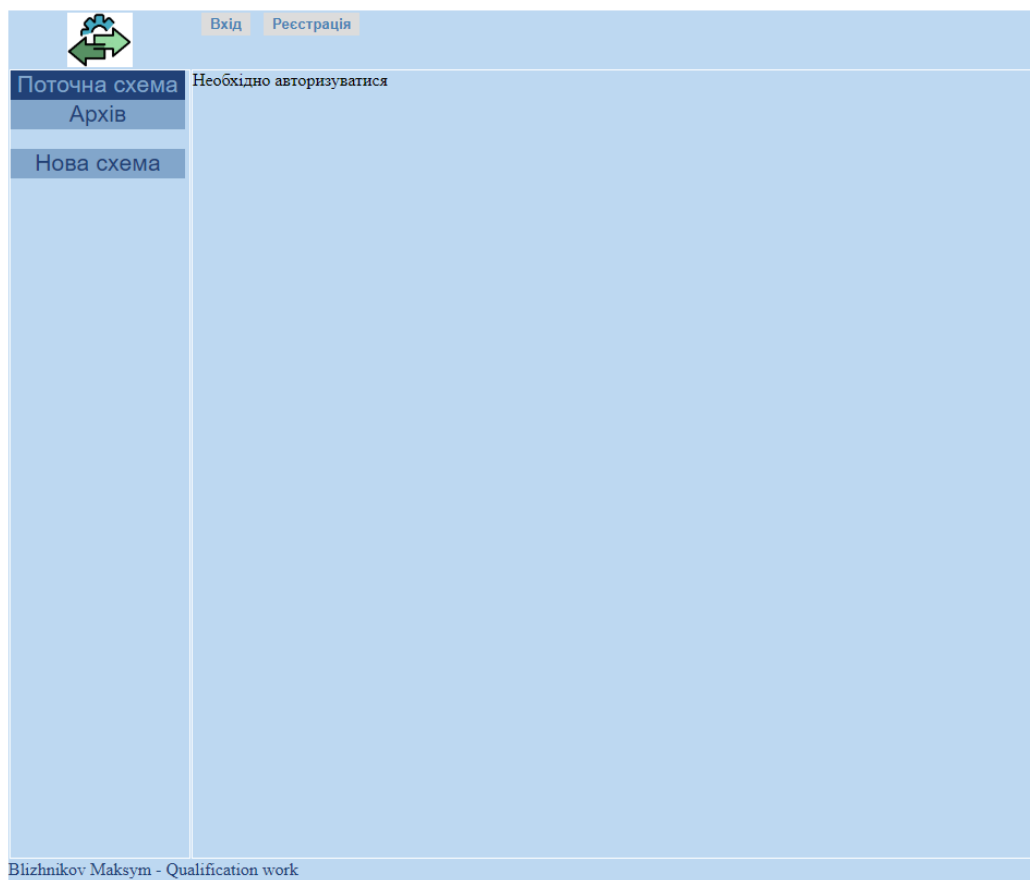 Вхід Реєстрація
Поточна схема
Необхідно авторизуватися
Архів
Нова схема
Blizhnikov Maksym - Qualification work